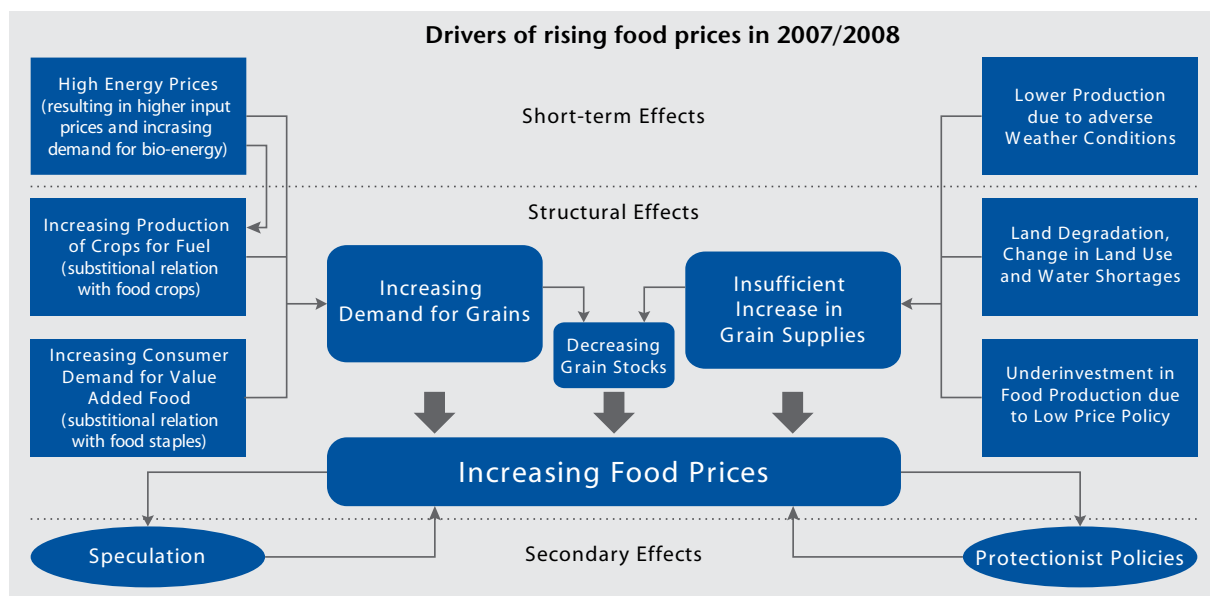 Drivers of rising food prices in 2007/2008
High Energy Prices
(resulting in higher input
prices and incrasing
demand for bio-energy)
Short-term Effects
Lower Production
due to adverse
Weather Conditions
Structural Effects
Increasing Production
of Crops for Fuel
(substitional relation
with food crops)
Increasing
Demand for Grains
Decreasing
Grain Stocks
Insufficient
Increase in
Grain Supplies
Land Degradation,
Change in Land Use
and Water Shortages
Increasing Consumer
Demand for Value
Added Food
(substitional relation
with food staples)
Underinvestment in
Food Production due
to Low Price Policy
Increasing Food Prices
Speculation
Secondary Effects
Protectionist Policies